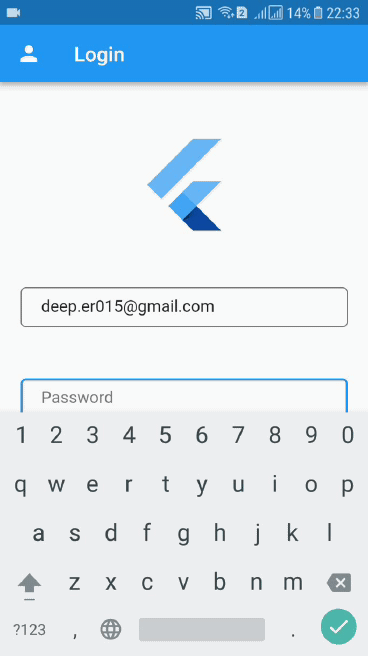 2 14% 22:33
Login
deep.er015@gmail.com
Password
1 2 3 4 5 6 7 8 9 0
q w e r t y u i o p
a s d f g h j k l
z x c v b n m
?123 , .